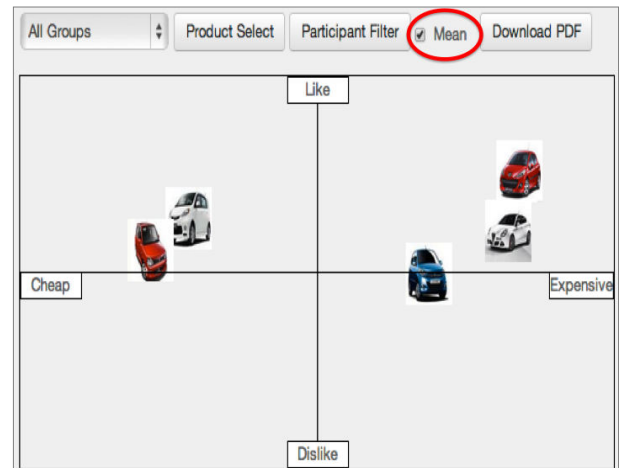 All Groups Product Select Participant Filter Mean Download PDF
Like
Cheap Expensive
Dislike